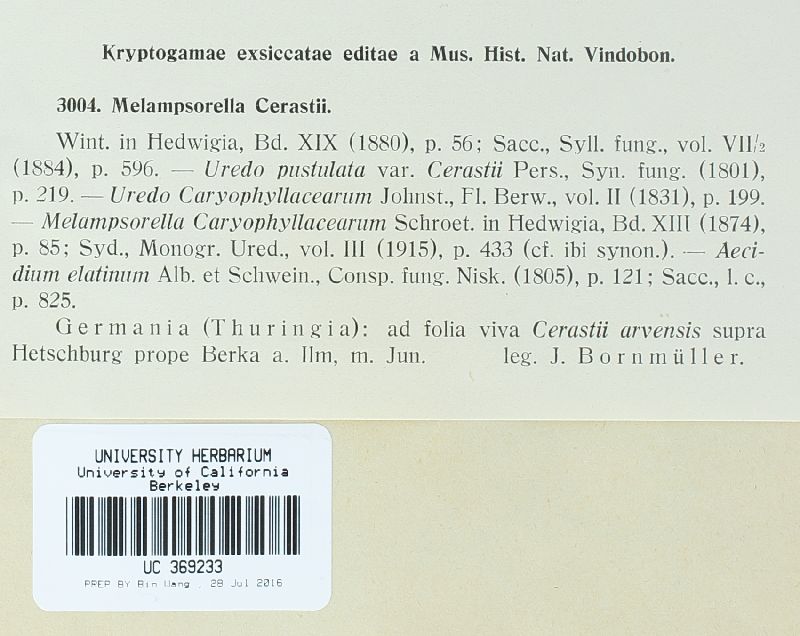 Kryptogamae exsiccatae editae a Mus. Hist. Nat. Vindobon.
3004. Melampsorella Cerastii.
Wint. in Hedwigia, Bd. XIX (1880), p. 56; Sacc., Syll. fung., vol. VII/2
(1884), p. 596. — Uredo pustulata var. Cerastii Pers., Syn. fung. (1801),
p. 219. — Uredo Caryophyllacearum Johnst., Fl. Berw., vol. II (1831), p. 199.
— Melampsorella Caryophyllacearum Schroet. in Hedwigia, Bd. XIII (1874),
p. 85; Syd., Monogr. Ured., vol. III (1915), p. 433 (cf. ibi synon.). — Aeci-
dium elatinum Alb. et Schwein., Consp. fung. Nisk. (1805), p. 121; Sacc., l. c.,
p. 825.
Germania (Thuringia): ad folia viva Cerastii arvensis supra
Hetschburg prope Berka a. Ilm, m. Jun. leg. J. Bornmüller.
UNIVERSITY HERBARIUM
University of California
Berkeley
UC 369233
PREP BY Bin Wang , 28 Jul 2016